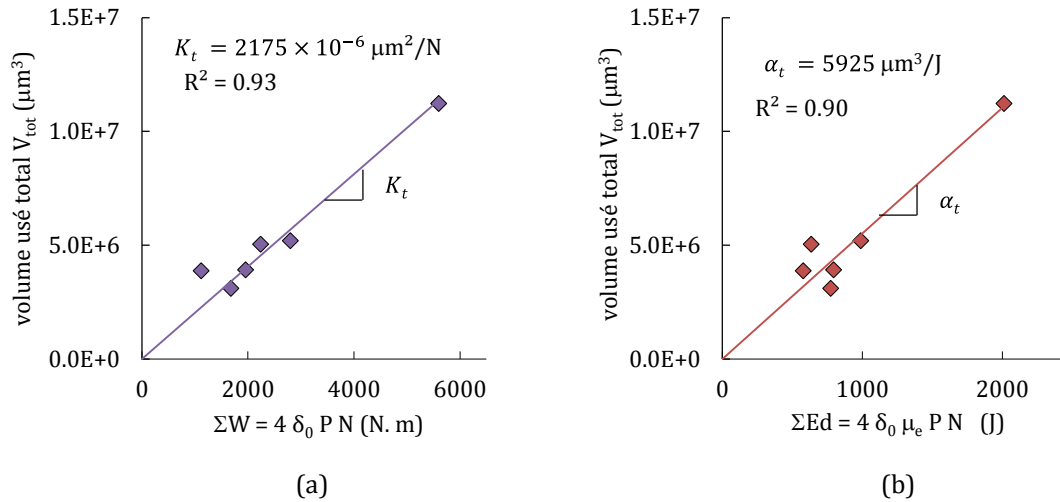 1.5E+7
1.0E+7
5.0E+6
0.0E+0
volume usé total V_tot (µm³)
K_t = 2175 × 10⁻⁶ µm²/N
R² = 0.93
K_t
0 2000 4000 6000
ΣW = 4 δ₀ P N (N. m)
(a)
1.5E+7
1.0E+7
5.0E+6
0.0E+0
volume usé total V_tot (µm³)
α_t = 5925 µm³/J
R² = 0.90
α_t
0 1000 2000
ΣEd = 4 δ₀ µₑ P N (J)
(b)